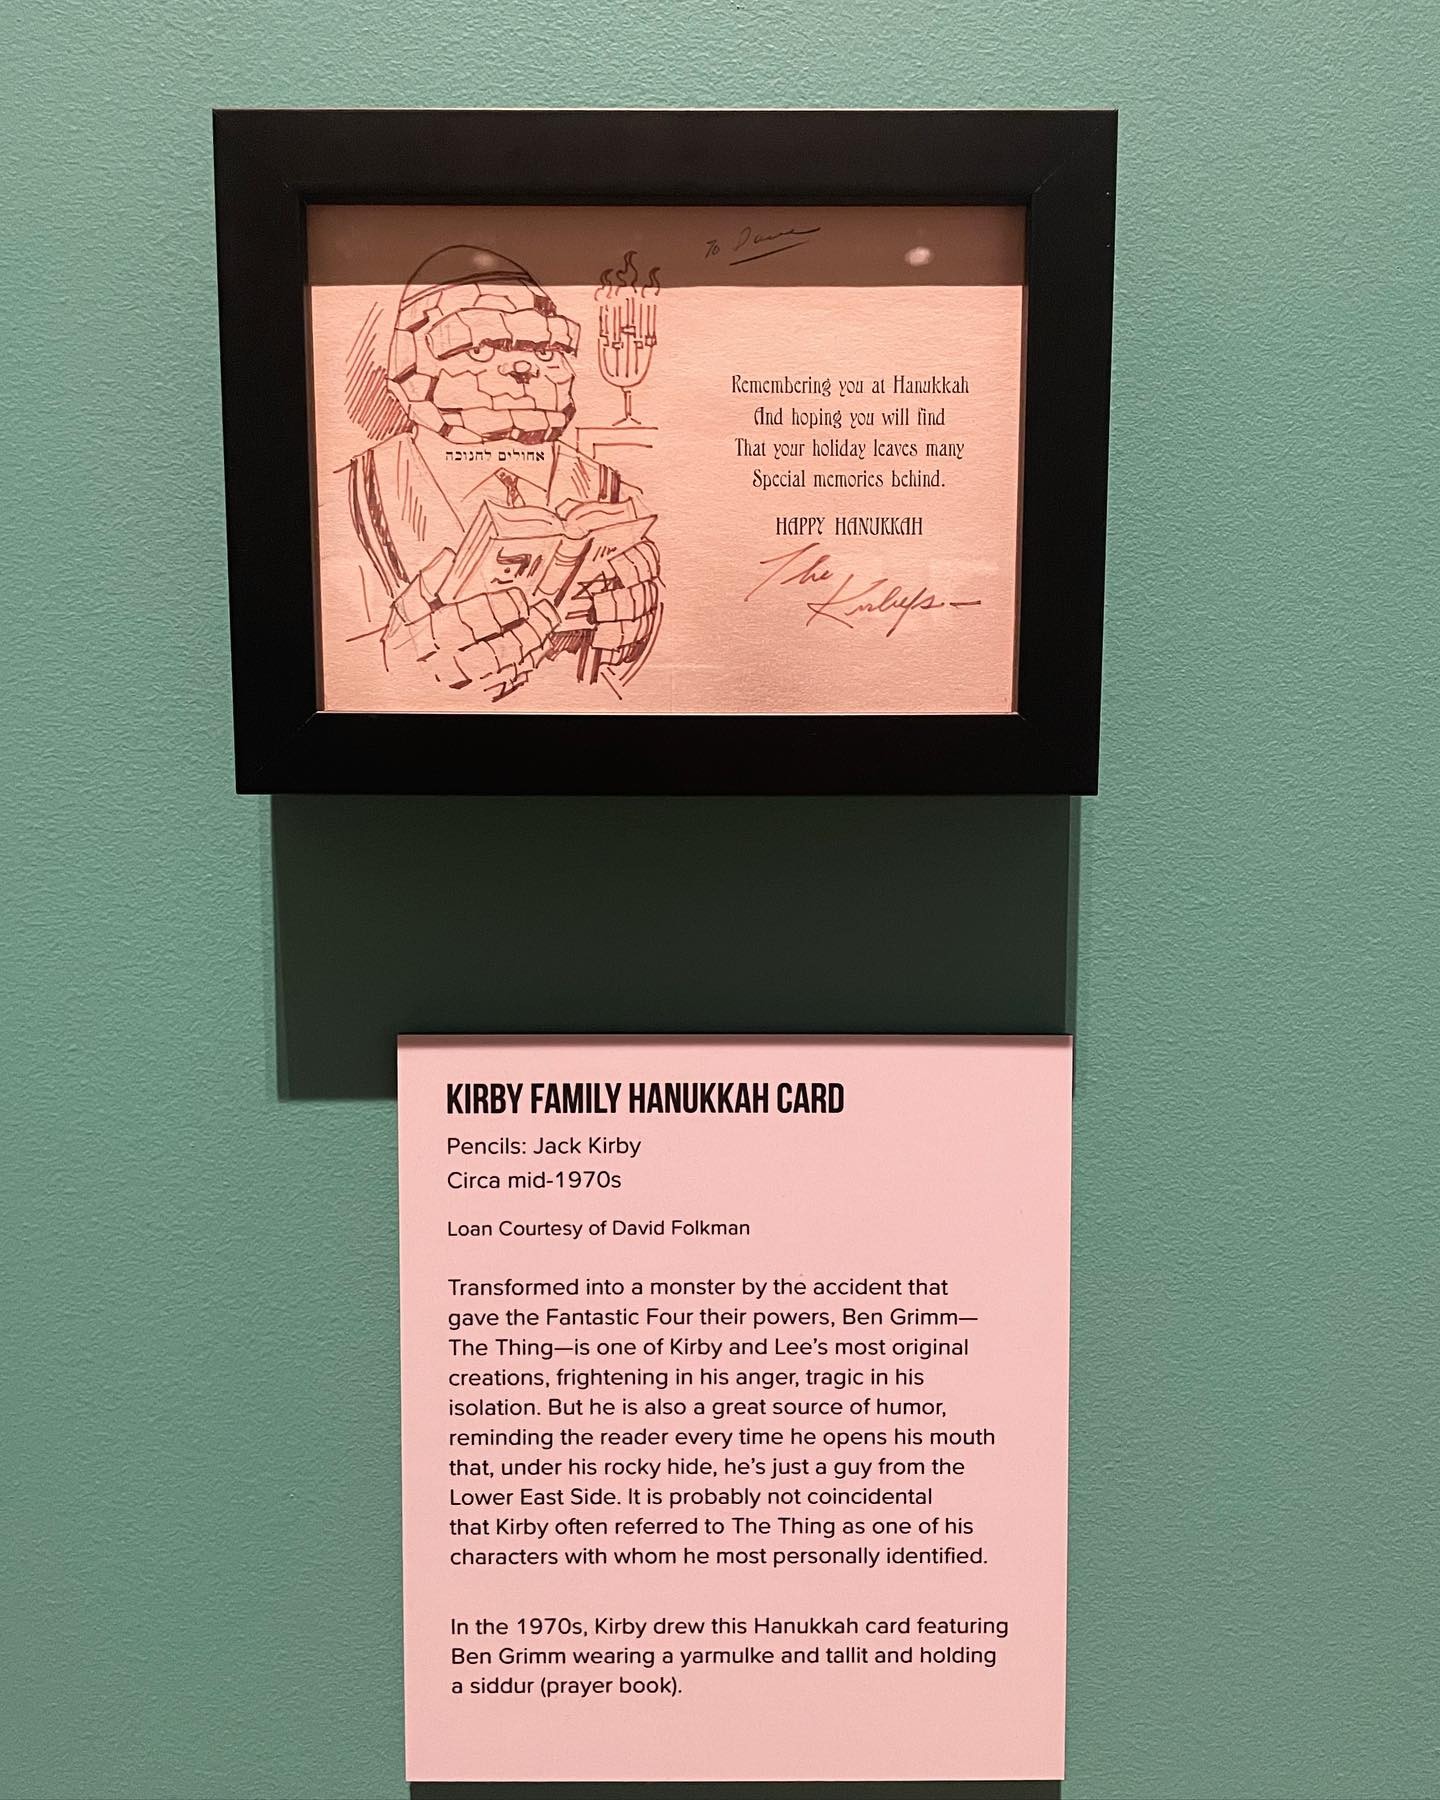 To Dave
אחולים לחנוכה
Remembering you at Hanukkah
And hoping you will find
That your holiday leaves many
Special memories behind.
HAPPY HANUKKAH
The
Kirbys
KIRBY FAMILY HANUKKAH CARD
Pencils: Jack Kirby
Circa mid-1970s
Loan Courtesy of David Folkman
Transformed into a monster by the accident that
gave the Fantastic Four their powers, Ben Grimm—
The Thing—is one of Kirby and Lee’s most original
creations, frightening in his anger, tragic in his
isolation. But he is also a great source of humor,
reminding the reader every time he opens his mouth
that, under his rocky hide, he’s just a guy from the
Lower East Side. It is probably not coincidental
that Kirby often referred to The Thing as one of his
characters with whom he most personally identified.
In the 1970s, Kirby drew this Hanukkah card featuring
Ben Grimm wearing a yarmulke and tallit and holding
a siddur (prayer book).